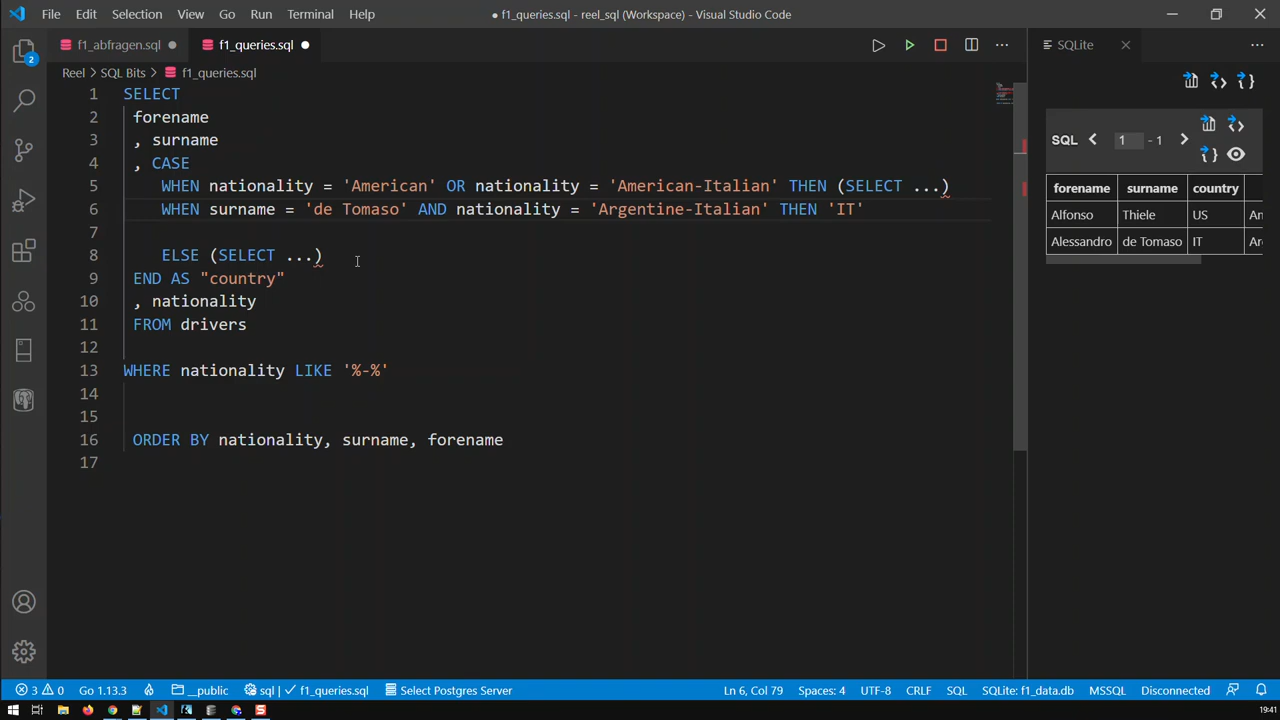 File Edit Selection View Go Run Terminal Help
● f1_queries.sql - reel_sql (Workspace) - Visual Studio Code
f1_abfragen.sql ●
f1_queries.sql ●
Reel > SQL Bits > f1_queries.sql
1 SELECT
2 forename
3 , surname
4 , CASE
5 WHEN nationality = 'American' OR nationality = 'American-Italian' THEN (SELECT ...)
6 WHEN surname = 'de Tomaso' AND nationality = 'Argentine-Italian' THEN 'IT'
7
8 ELSE (SELECT ...)
9 END AS "country"
10 , nationality
11 FROM drivers
12
13 WHERE nationality LIKE '%-%'
14
15
16 ORDER BY nationality, surname, forename
17
SQLite
SQL < 1 - 1 >
forename surname country
Alfonso Thiele US An
Alessandro de Tomaso IT Ar
2
3 0 Go 1.13.3 __public sql | ✓ f1_queries.sql Select Postgres Server Ln 6, Col 79 Spaces: 4 UTF-8 CRLF SQL SQLite: f1_data.db MSSQL Disconnected
19:41